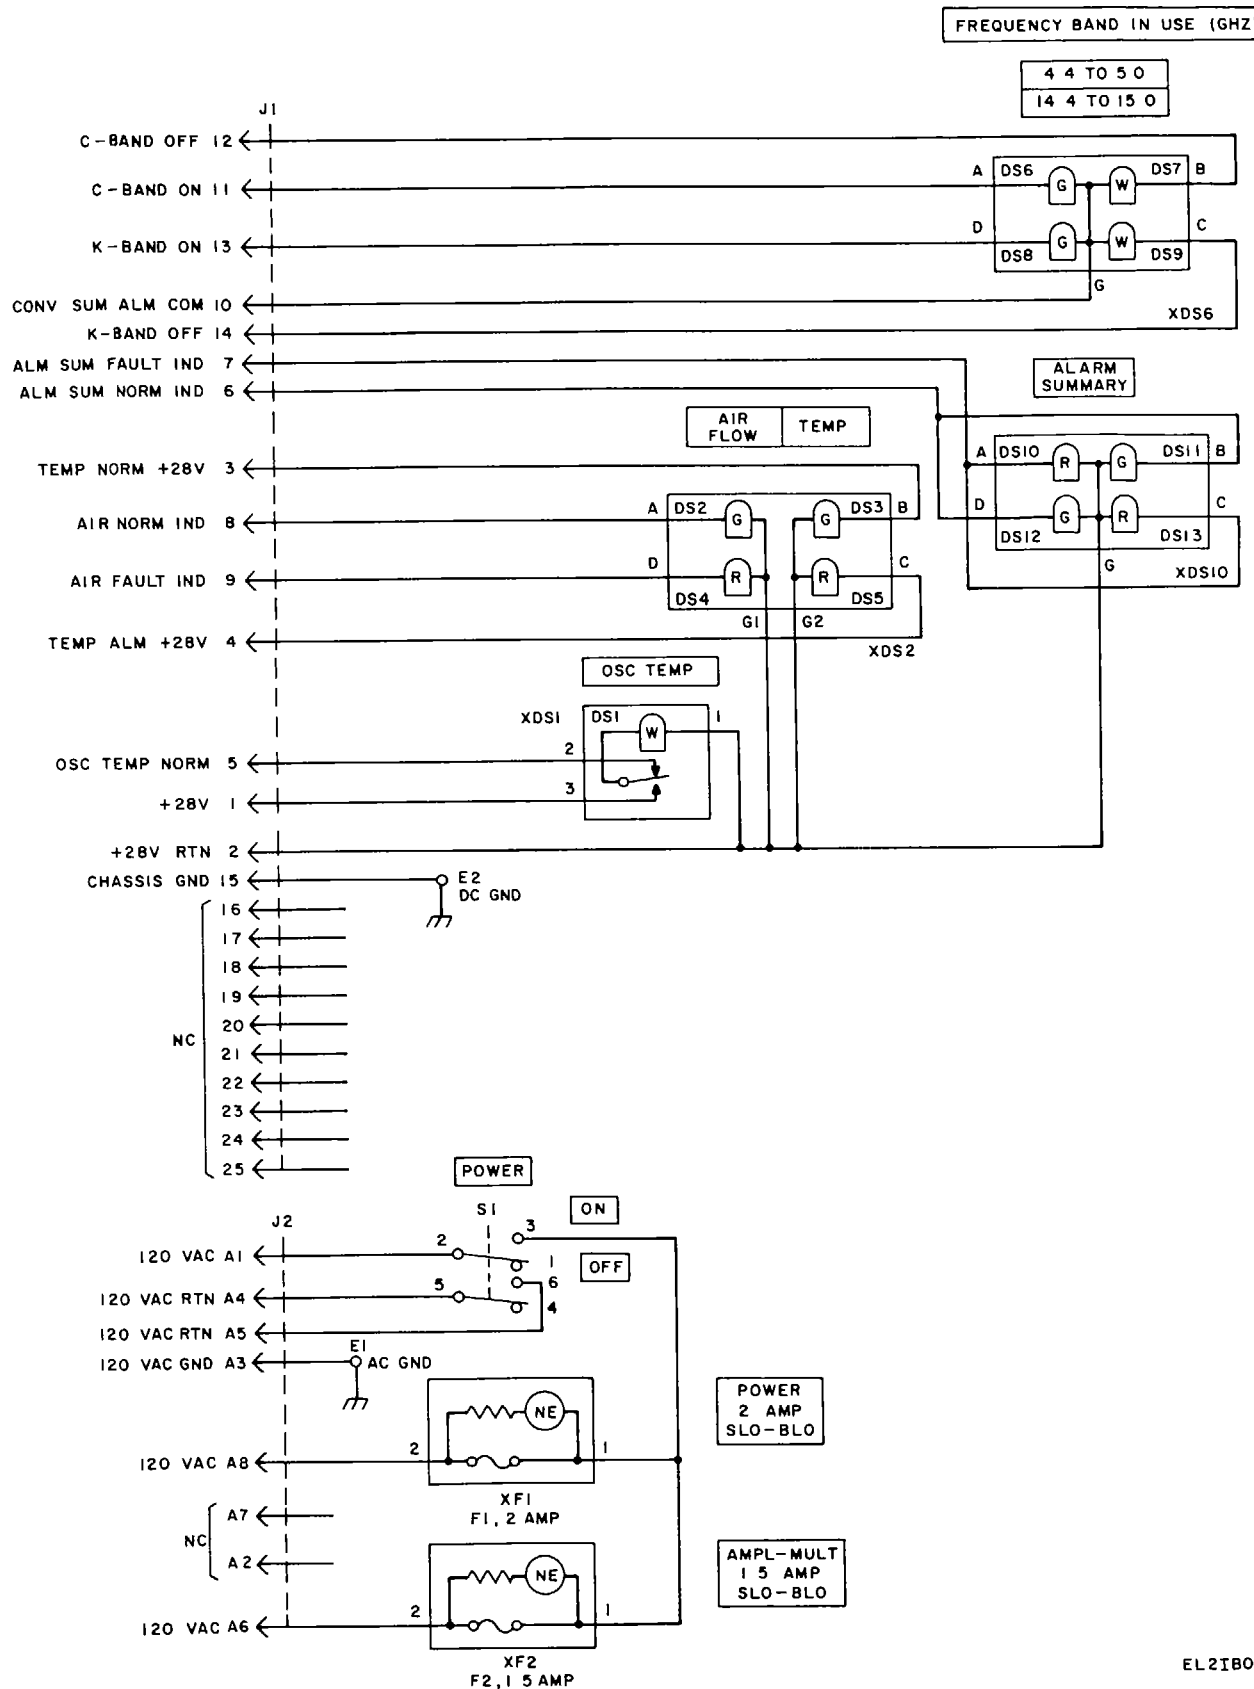 FREQUENCY BAND IN USE (GHZ
4 4 TO 5 0
14 4 TO 15 0
J1
C-BAND OFF 12
C-BAND ON 11
K-BAND ON 13
CONV SUM ALM COM 10
K-BAND OFF 14
ALM SUM FAULT IND 7
ALM SUM NORM IND 6
TEMP NORM +28V 3
AIR NORM IND 8
AIR FAULT IND 9
TEMP ALM +28V 4
OSC TEMP NORM 5
+28V 1
+28V RTN 2
CHASSIS GND 15
A DS6 G W DS7 B
D DS8 G W DS9 C
G
XDS6
ALARM
SUMMARY
A DS10 R G DS11 B
D DS12 G R DS13 C
G
XDS10
AIR
FLOW
TEMP
A DS2 G G DS3 B
D DS4 R R DS5 C
G1 G2
XDS2
OSC TEMP
XDS1 DS1 W 1
2
3
E2
DC GND
NC
16
17
18
19
20
21
22
23
24
25
POWER
S1
ON
OFF
J2
120 VAC A1
120 VAC RTN A4
120 VAC RTN A5
120 VAC GND A3
2 3
1
5 6
4
E1
AC GND
120 VAC A8
2 NE 1
XF1
F1, 2 AMP
POWER
2 AMP
SLO-BLO
NC
A7
A2
120 VAC A6
2 NE 1
XF2
F2, 1 5 AMP
AMPL-MULT
1 5 AMP
SLO-BLO
EL2IBO